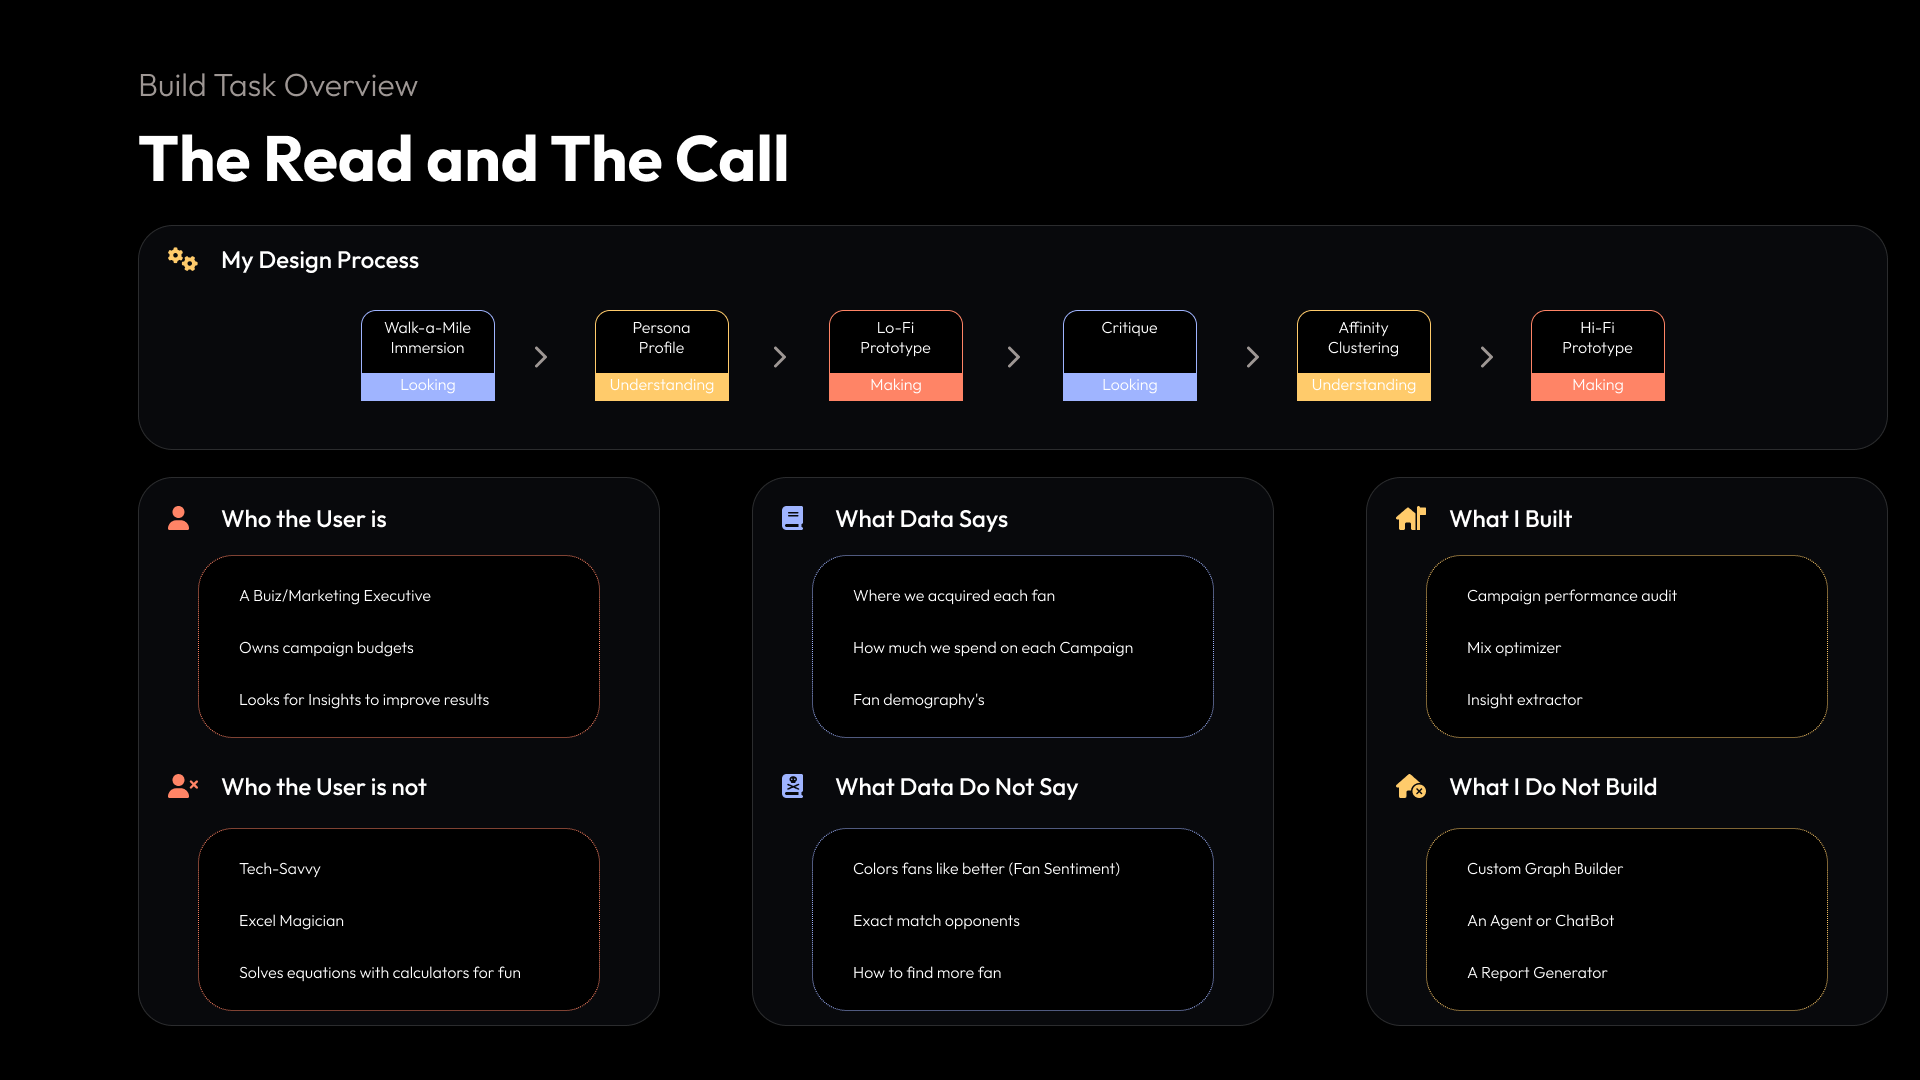 Build Task Overview
The Read and The Call
My Design Process
Walk-a-Mile
Immersion
Looking
Persona
Profile
Understanding
Lo-Fi
Prototype
Making
Critique
Looking
Affinity
Clustering
Understanding
Hi-Fi
Prototype
Making
Who the User is
A Buiz/Marketing Executive
Owns campaign budgets
Looks for Insights to improve results
Who the User is not
Tech-Savvy
Excel Magician
Solves equations with calculators for fun
What Data Says
Where we acquired each fan
How much we spend on each Campaign
Fan demography's
What Data Do Not Say
Colors fans like better (Fan Sentiment)
Exact match opponents
How to find more fan
What I Built
Campaign performance audit
Mix optimizer
Insight extractor
What I Do Not Build
Custom Graph Builder
An Agent or ChatBot
A Report Generator